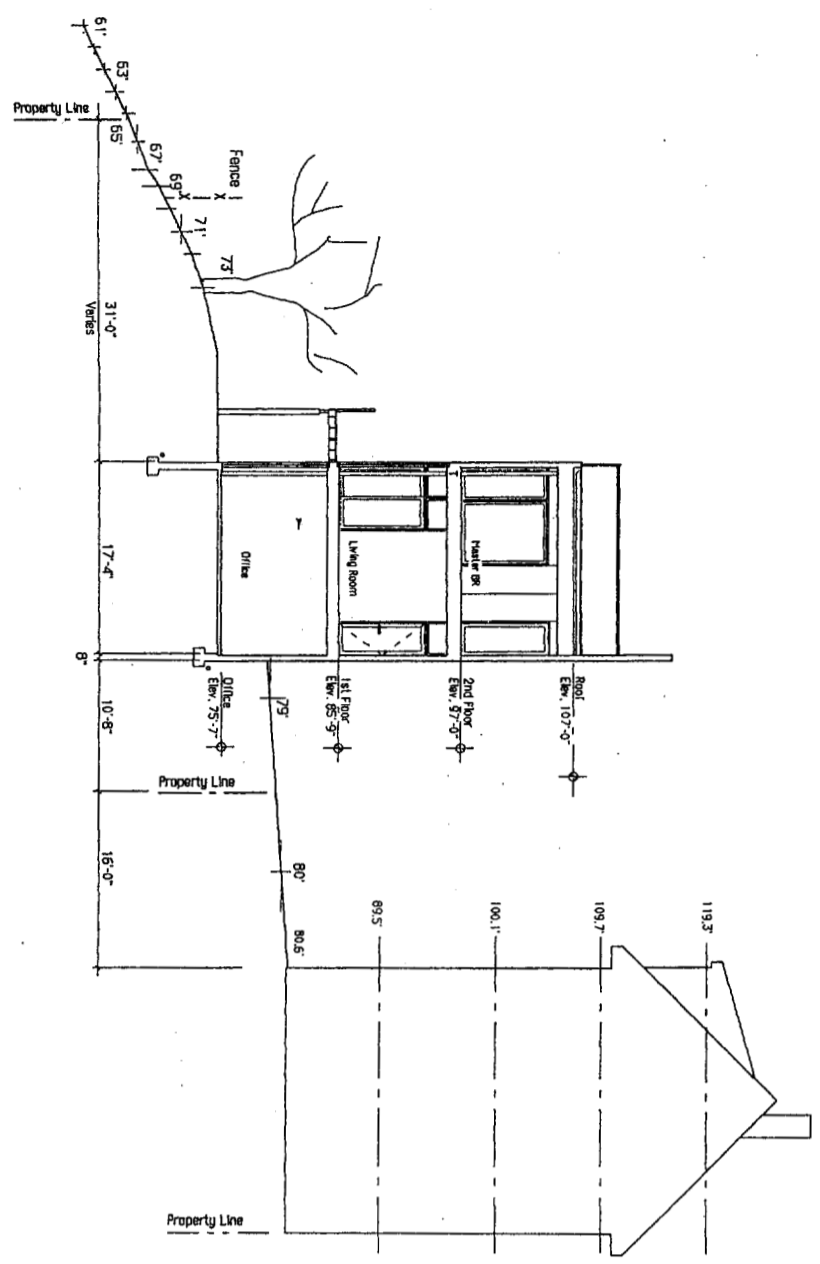 61'
63'
Property Line
65'
67'
69'
Fence
71'
73'
31'-0"
Varies
17'-4"
Office
Living Room
Master BR
8"
10'-8"
Office
Elev. 75'-7"
1st Floor
Elev. 85'-9"
2nd Floor
Elev. 97'-0"
Roof
Elev. 107'-0"
79'
Property Line
16'-0"
80'
80.6'
89.5'
100.1'
109.7'
119.3'
Property Line